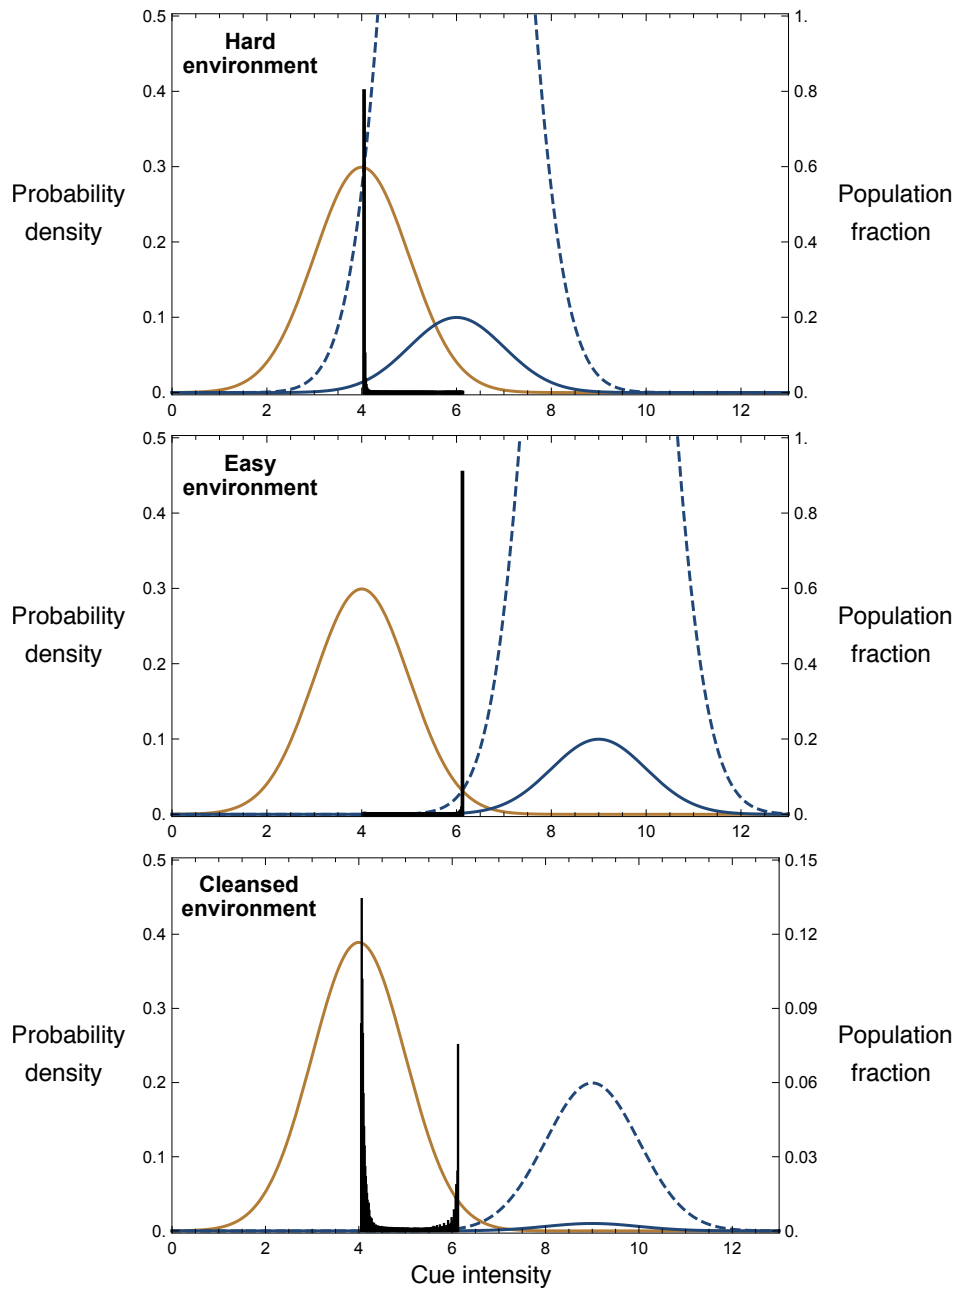 Hard
environment
0.5
0.4
0.3
0.2
0.1
0.
1.
0.8
0.6
0.4
0.2
0.
0 2 4 6 8 10 12
Probability
density
Population
fraction
Easy
environment
0.5
0.4
0.3
0.2
0.1
0.
1.
0.8
0.6
0.4
0.2
0.
0 2 4 6 8 10 12
Probability
density
Population
fraction
Cleansed
environment
0.5
0.4
0.3
0.2
0.1
0.
0.15
0.12
0.09
0.06
0.03
0.
0 2 4 6 8 10 12
Probability
density
Population
fraction
Cue intensity